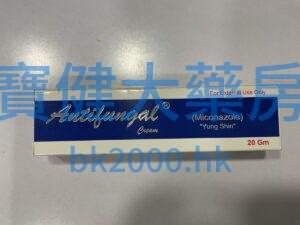 寶健大藥房
For External Use Only
Antifungal®
Cream
(Miconazole)
"Yung Shin"
20 Gm
bk2000.hk